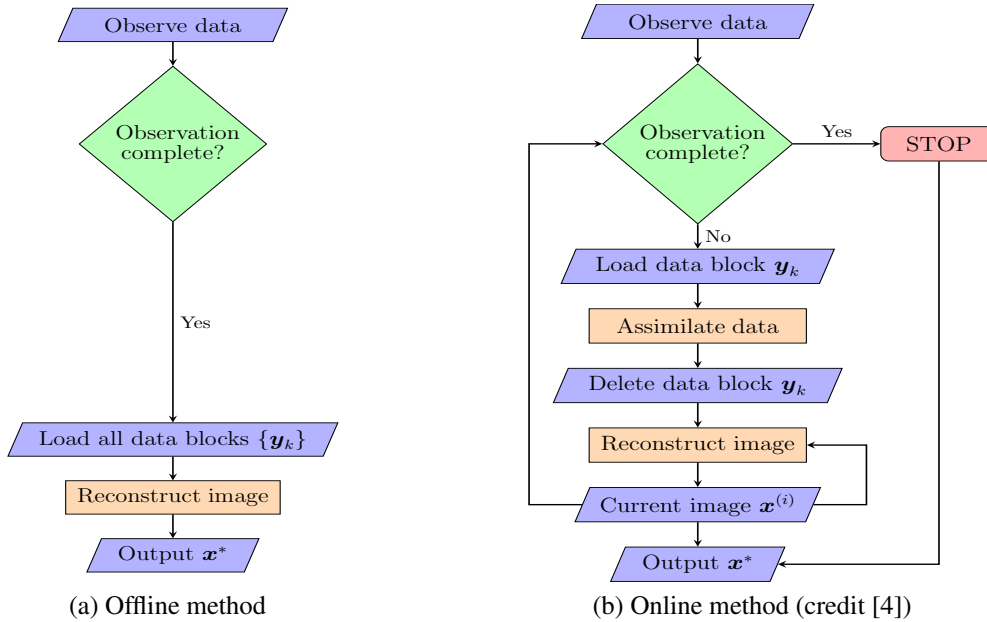 Observe data
Observation
complete?
Yes
Load all data blocks {y_k}
Reconstruct image
Output x*
(a) Offline method
Observe data
Observation
complete?
Yes
STOP
No
Load data block y_k
Assimilate data
Delete data block y_k
Reconstruct image
Current image x^(i)
Output x*
(b) Online method (credit [4])